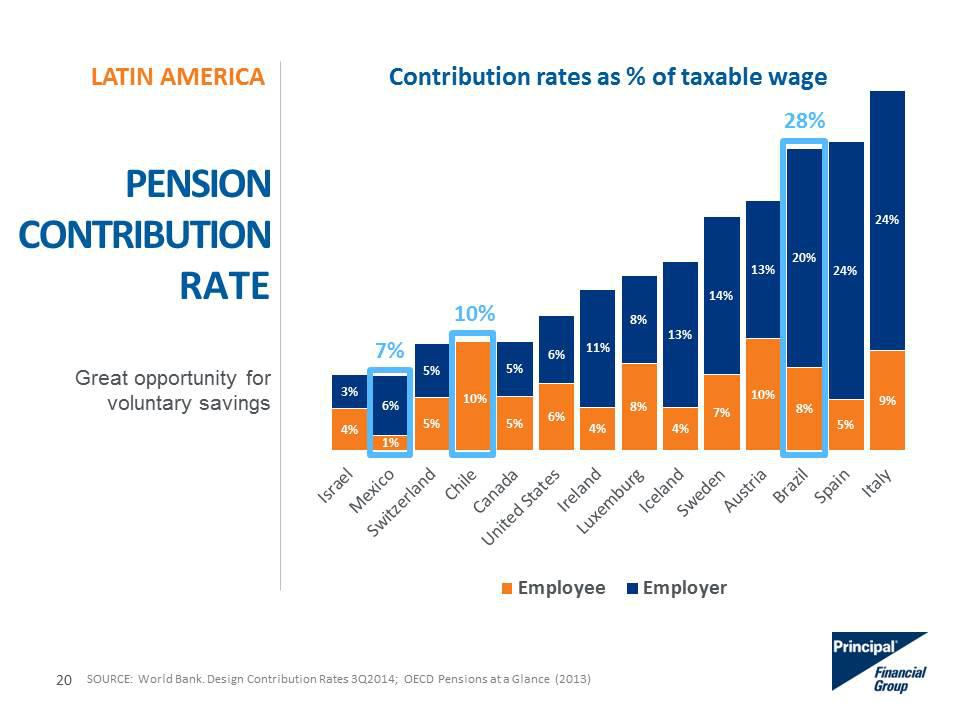 LATIN AMERICA
PENSION
CONTRIBUTION
RATE
Great opportunity for
voluntary savings
Contribution rates as % of taxable wage
28%
10%
7%
3%
4%
6%
1%
5%
5%
10%
5%
5%
6%
6%
11%
4%
8%
8%
13%
4%
14%
7%
13%
10%
20%
8%
24%
5%
24%
9%
Israel
Mexico
Switzerland
Chile
Canada
United States
Ireland
Luxemburg
Iceland
Sweden
Austria
Brazil
Spain
Italy
Employee Employer
Principal®
Financial
Group
20 SOURCE: World Bank. Design Contribution Rates 3Q2014; OECD Pensions at a Glance (2013)